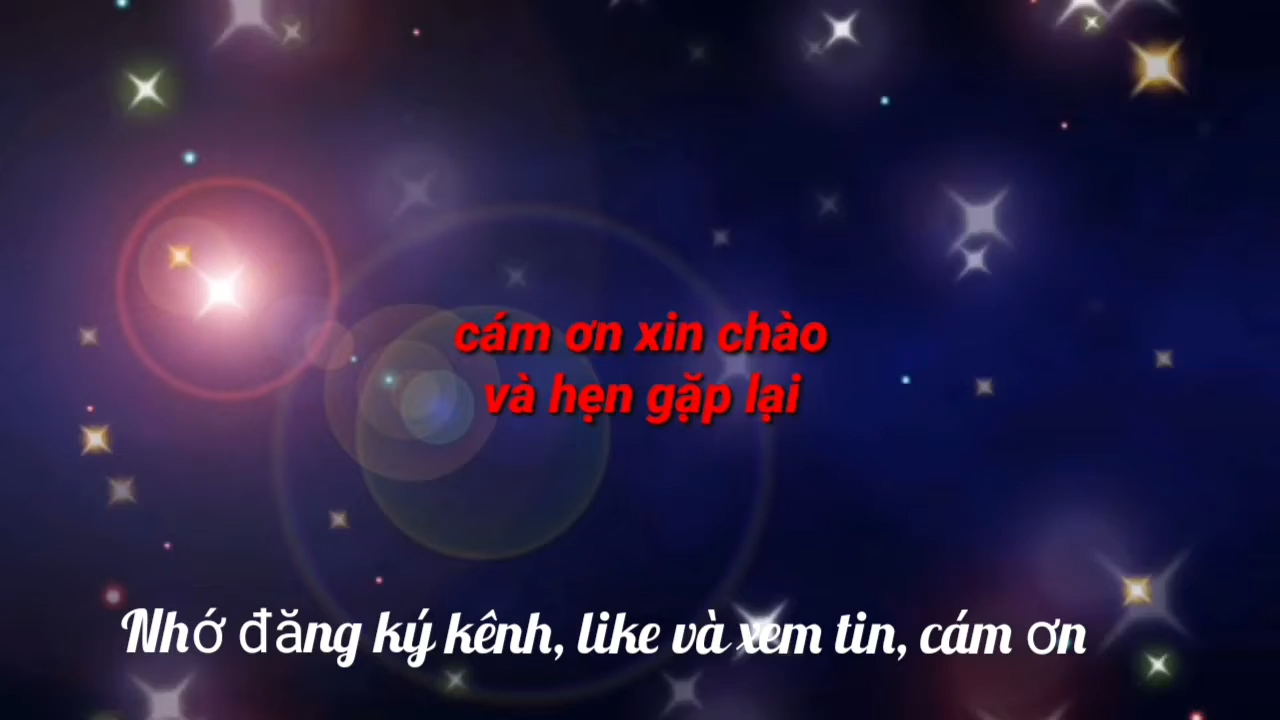 cám ơn xin chào
và hẹn gặp lại
Nhớ đăng ký kênh, like và xem tin, cám ơn